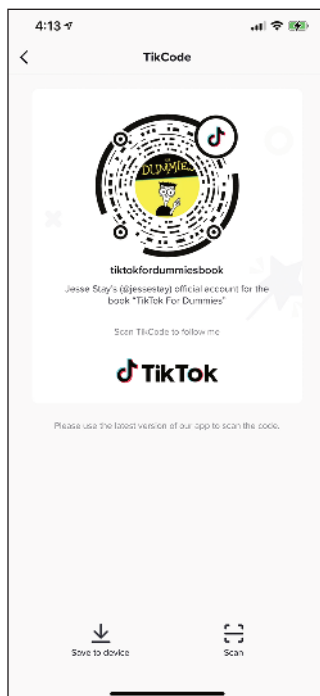 4:13
TikCode
DUMMIES
tiktokfordummiesbook
Jesse Stay's (@jessestay) official account for the
book "TikTok For Dummies"
Scan TikCode to follow me
TikTok
Please use the latest version of our app to scan the code.
Save to device
Scan